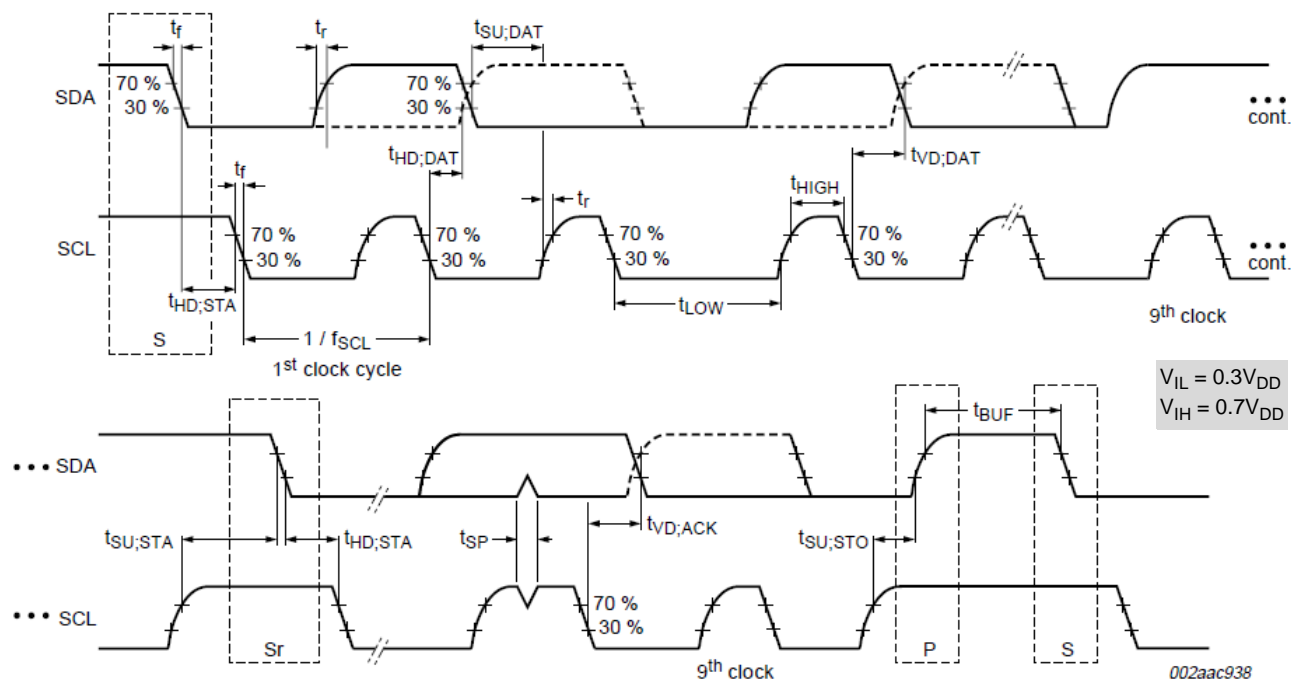 tf
tr
tSU;DAT
70 %
30 %
SDA
70 %
30 %
••• cont.
tHD;DAT
tVD;DAT
tf
tr
tHIGH
SCL
70 %
30 %
70 %
30 %
70 %
30 %
70 %
30 %
••• cont.
tHD;STA
tLOW
S
1 / fSCL
1st clock cycle
9th clock
VIL = 0.3VDD
VIH = 0.7VDD
tBUF
••• SDA
tSU;STA
tHD;STA
tSP
tVD;ACK
tSU;STO
••• SCL
70 %
30 %
Sr
9th clock
P
S
002aac938